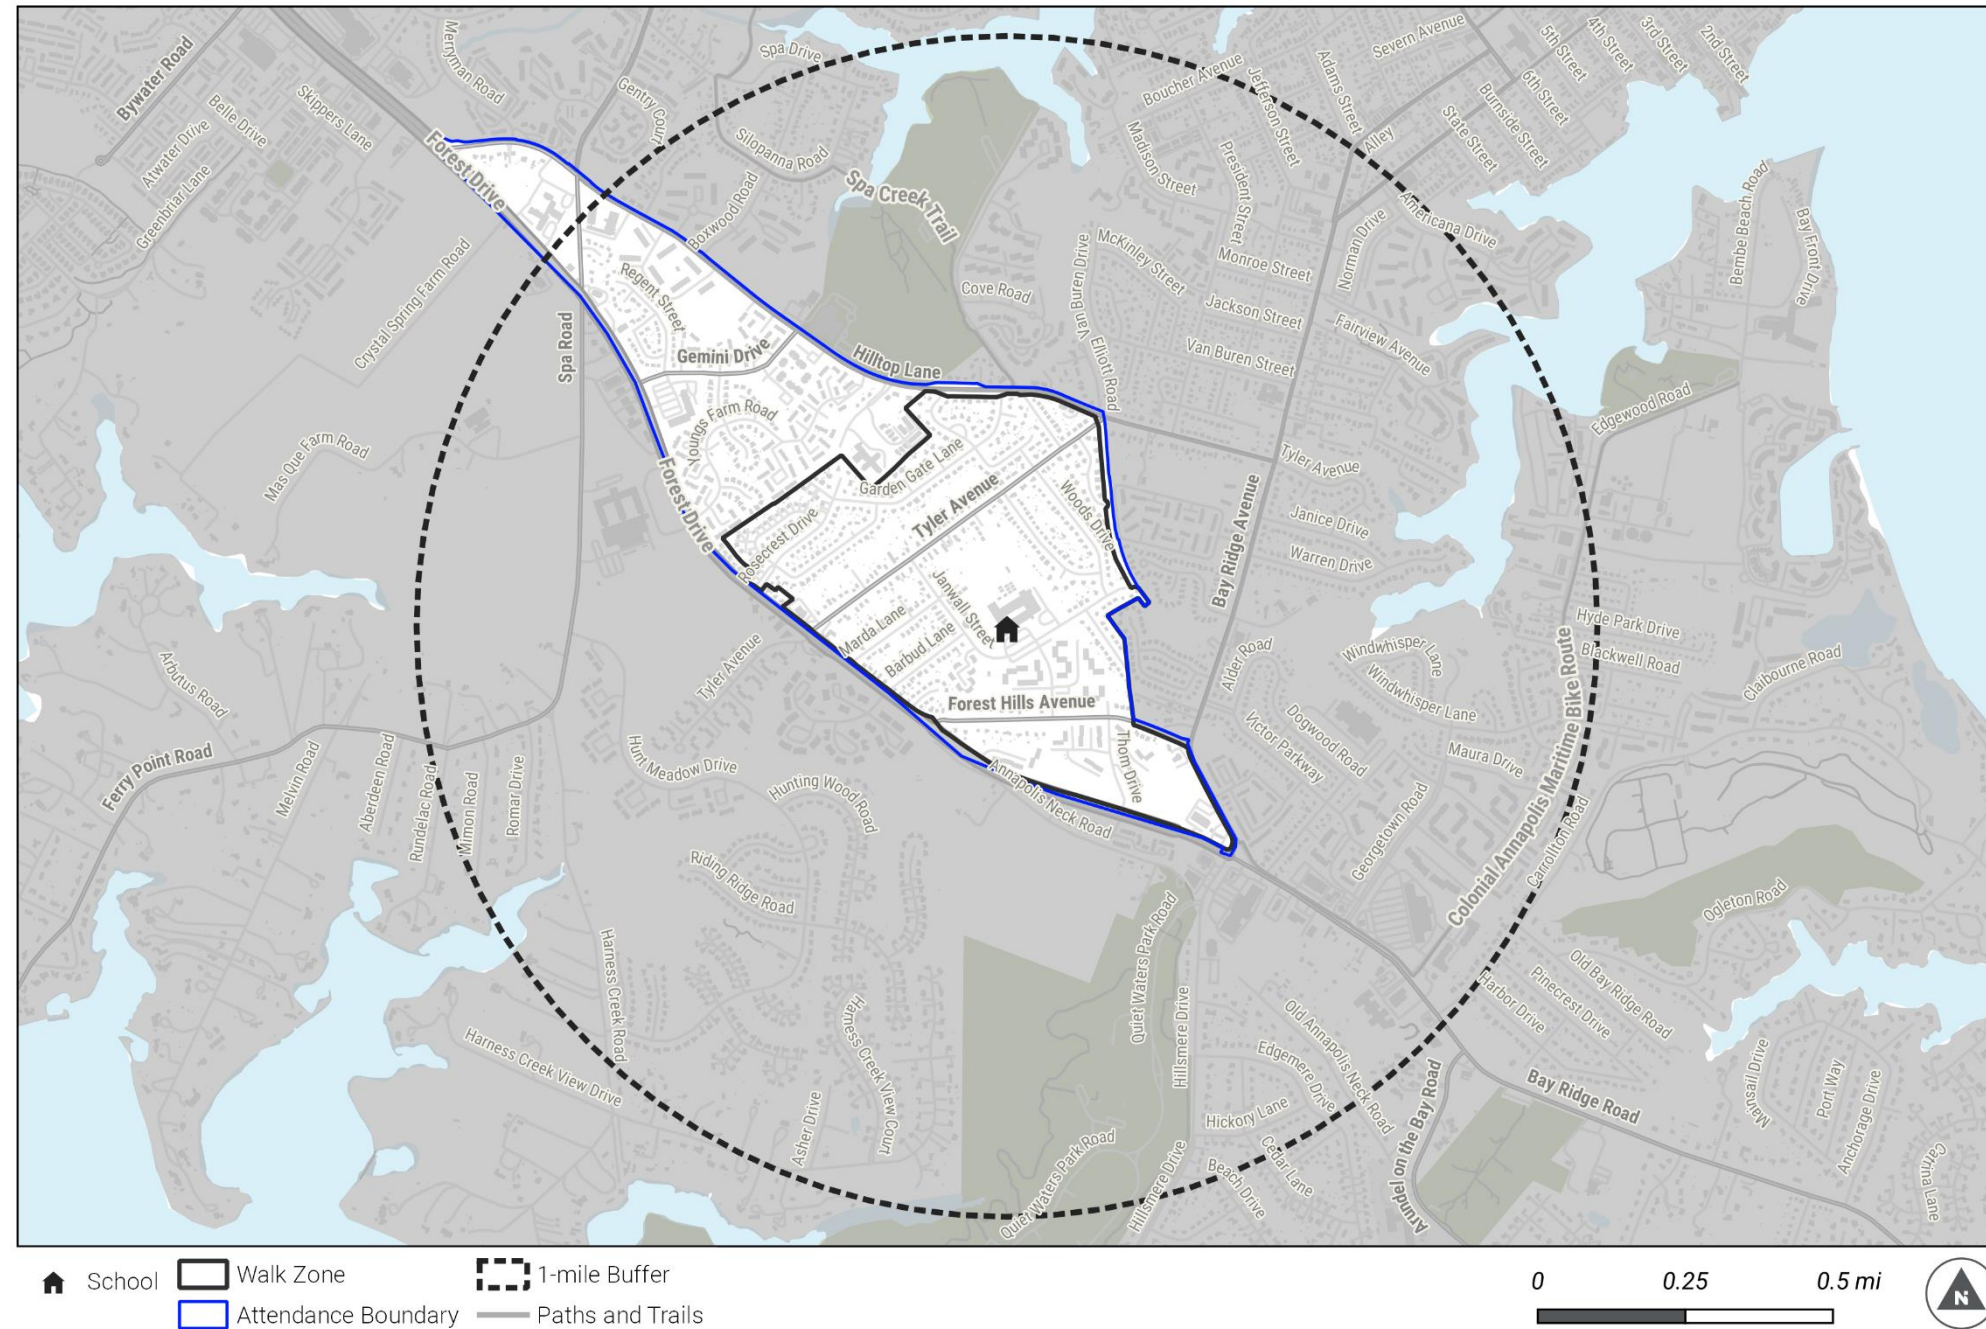 Bywater Road
Merryman Road
Spa Drive
Severn Avenue
5th Street
4th Street
3rd Street
2nd Street
Belle Drive
Skippers Lane
Gentry Court
Boucher Avenue
Jefferson Street
Adams Street
6th Street
Burnside Street
State Street
Alley
Atwater Drive
Greenbriar Lane
Forest Drive
Silopanna Road
Spa Creek Trail
Madison Street
President Street
Boxwood Road
McKinley Street
Monroe Street
Norman Drive
Americana Drive
Bembe Beach Road
Bay Front Drive
Crystal Spring Farm Road
Regent Street
Cove Road
Van Buren Drive
Jackson Street
Fairview Avenue
Spa Road
Gemini Drive
Hilltop Lane
Elliott Road
Van Buren Street
Edgewood Road
Youngs Farm Road
Mas Que Farm Road
Garden Gate Lane
Tyler Avenue
Tyler Avenue
Forest Drive
Woods Drive
Janice Drive
Warren Drive
Bay Ridge Avenue
Rosecrest Drive
Janwall Street
Marda Lane
Barbud Lane
Tyler Avenue
Hyde Park Drive
Blackwell Road
Claibourne Road
Windwhisper Lane
Windwhisper Lane
Alder Road
Arbutus Road
Forest Hills Avenue
Thom Drive
Victor Parkway
Dogwood Road
Maura Drive
Colonial Annapolis Maritime Bike Route
Ferry Point Road
Melvin Road
Aberdeen Road
Rundelac Road
Mimon Road
Romar Drive
Hunt Meadow Drive
Hunting Wood Road
Annapolis Neck Road
Georgetown Road
Carrollton Road
Riding Ridge Road
Ogleton Road
Quiet Waters Park Road
Harness Creek Road
Harness Creek View Drive
Harness Creek View Court
Hillsmere Drive
Old Annapolis Neck Road
Harbor Drive
Pinecrest Drive
Old Bay Ridge Road
Edgemere Drive
Hickory Lane
Asher Drive
Quiet Waters Park Road
Hillsmere Drive
Beach Drive
Cedar Lane
Arundel on the Bay Road
Bay Ridge Road
Mainsail Drive
Port Way
Anchorage Drive
Catrina Lane
School
Walk Zone
1-mile Buffer
Attendance Boundary
Paths and Trails
0 0.25 0.5 mi
N